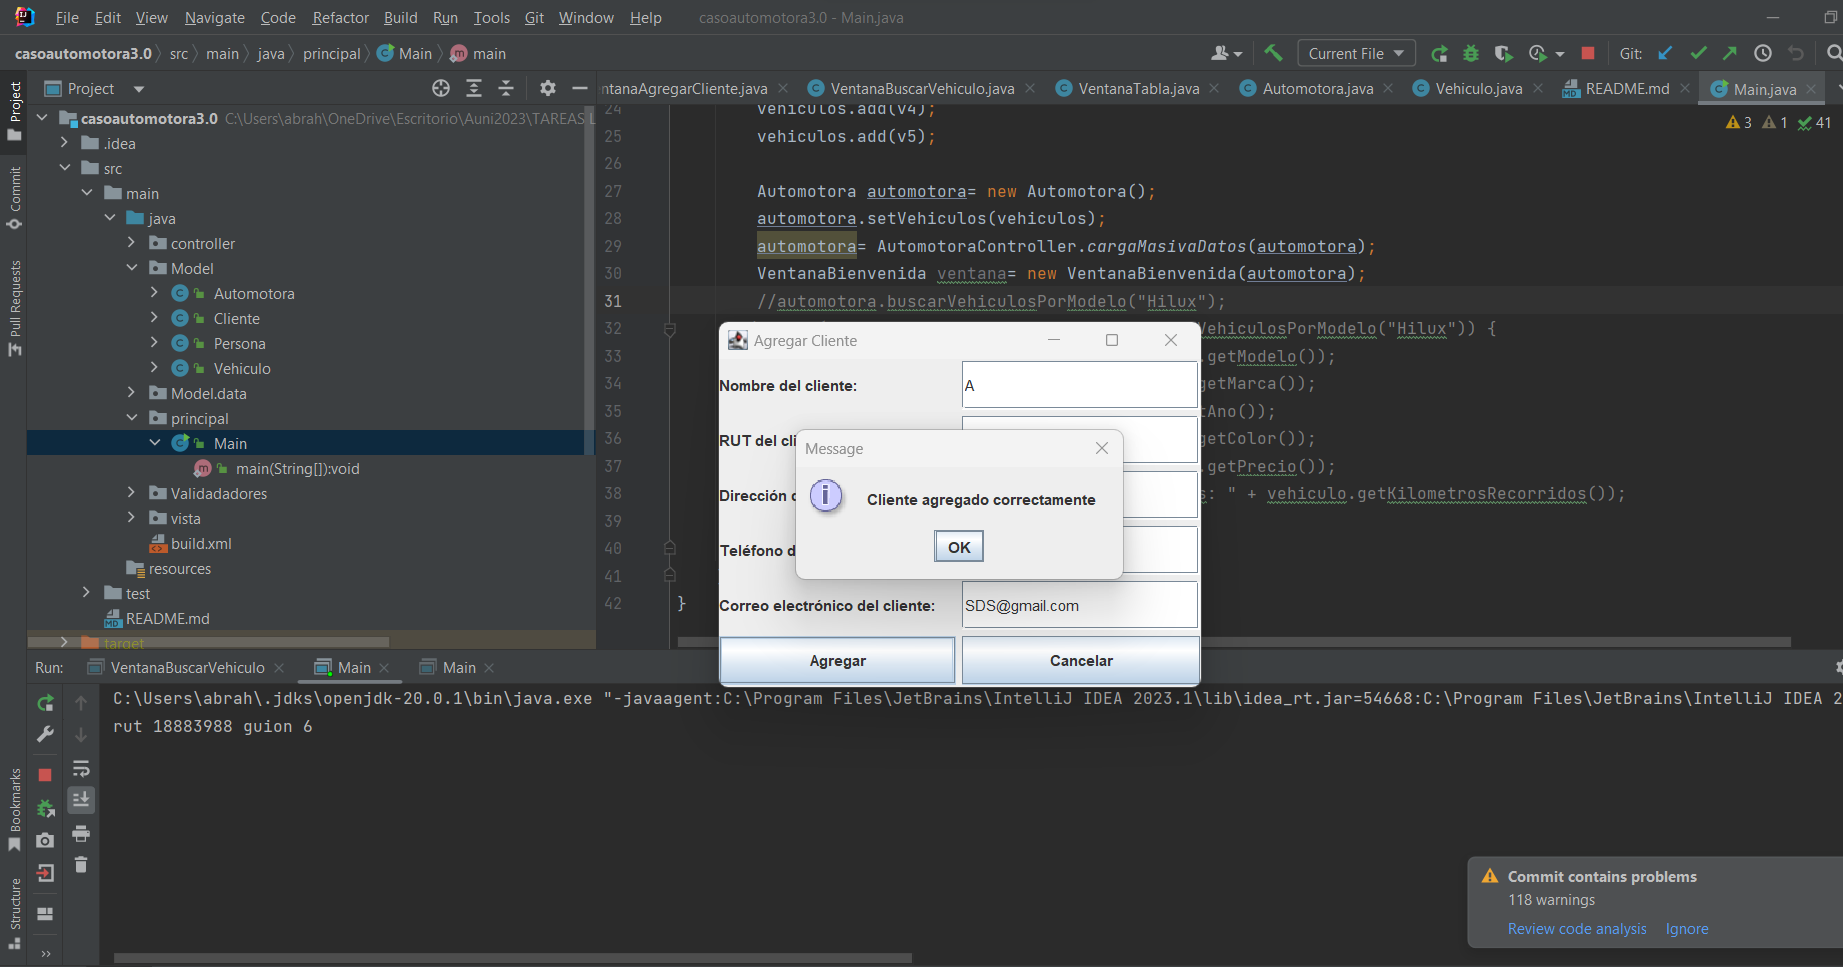 File Edit View Navigate Code Refactor Build Run Tools Git Window Help casoautomotora3.0 - Main.java
casoautomotora3.0 src main java principal Main main Current File Git:
Project ntanaAgregarCliente.java VentanaBuscarVehiculo.java VentanaTabla.java Automotora.java Vehiculo.java README.md Main.java
Project
Commit
Pull Requests
Bookmarks
Structure
casoautomotora3.0 C:\Users\abrah\OneDrive\Escritorio\Auni2023\TAREAS L
.idea
src
main
java
controller
Model
Automotora
Cliente
Persona
Vehiculo
Model.data
principal
Main
main(String[]):void
Validadadores
vista
build.xml
resources
test
README.md
target
3 1 41
24 vehiculos.add(v4);
25 vehiculos.add(v5);
26
27 Automotora automotora= new Automotora();
28 automotora.setVehiculos(vehiculos);
29 automotora= AutomotoraController.cargaMasivaDatos(automotora);
30 VentanaBienvenida ventana= new VentanaBienvenida(automotora);
31 //automotora.buscarVehiculosPorModelo("Hilux");
32 VehiculosPorModelo("Hilux")) {
33 .getModelo());
34 getMarca());
35 tAno());
36 getColor());
37 .getPrecio());
38 s: " + vehiculo.getKilometrosRecorridos());
39
40
41
42 }
Agregar Cliente
Nombre del cliente: A
RUT del cli
Dirección d
Teléfono d
Correo electrónico del cliente: SDS@gmail.com
Agregar Cancelar
Message
Cliente agregado correctamente
OK
Run: VentanaBuscarVehiculo Main Main
C:\Users\abrah\.jdks\openjdk-20.0.1\bin\java.exe "-javaagent:C:\Program Files\JetBrains\IntelliJ IDEA 2023.1\lib\idea_rt.jar=54668:C:\Program Files\JetBrains\IntelliJ IDEA 2
rut 18883988 guion 6
Commit contains problems
118 warnings
Review code analysis Ignore